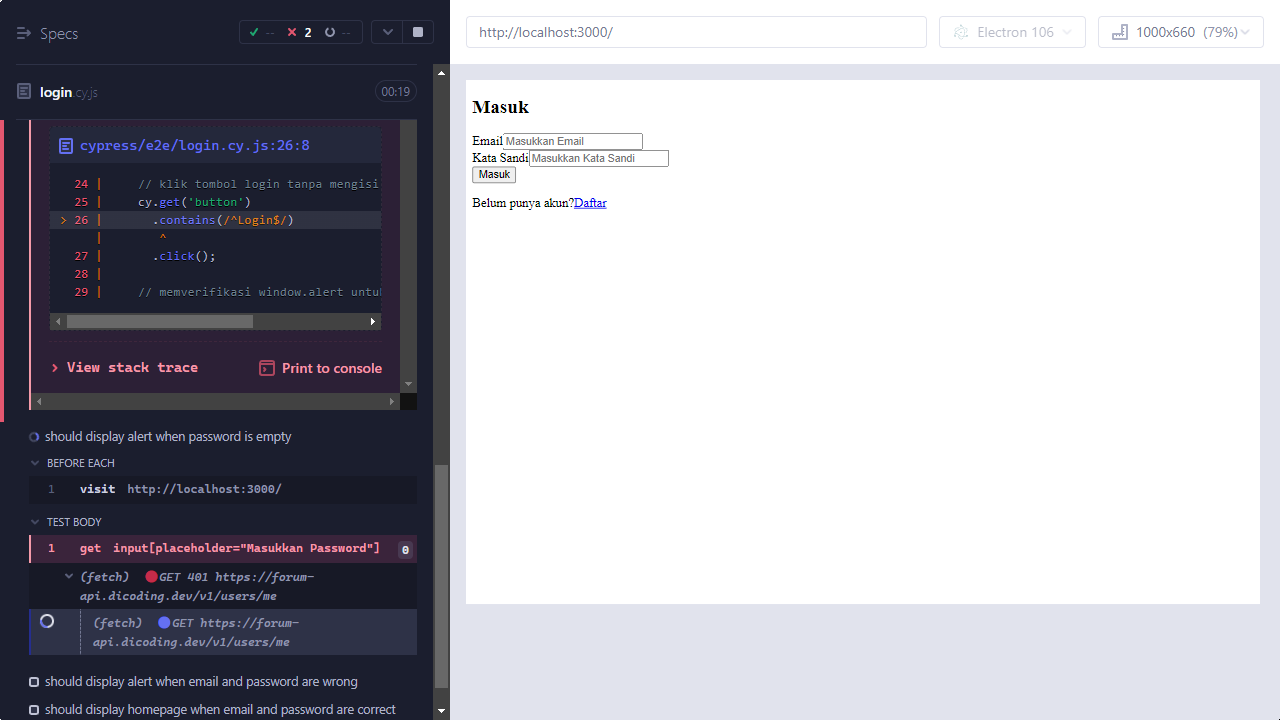 Specs
-- 2 --
login.cy.js 00:19
cypress/e2e/login.cy.js:26:8
24 | // klik tombol login tanpa mengisi
25 | cy.get('button')
> 26 | .contains(/^Login$/)
| ^
27 | .click();
28 |
29 | // memverifikasi window.alert untuk
> View stack trace
Print to console
should display alert when password is empty
BEFORE EACH
1 visit http://localhost:3000/
TEST BODY
1 get input[placeholder="Masukkan Password"] 0
(fetch) GET 401 https://forum-
api.dicoding.dev/v1/users/me
(fetch) GET https://forum-
api.dicoding.dev/v1/users/me
should display alert when email and password are wrong
should display homepage when email and password are correct
http://localhost:3000/
Electron 106
1000x660 (79%)
Masuk
Email Masukkan Email
Kata Sandi Masukkan Kata Sandi
Masuk
Belum punya akun?Daftar